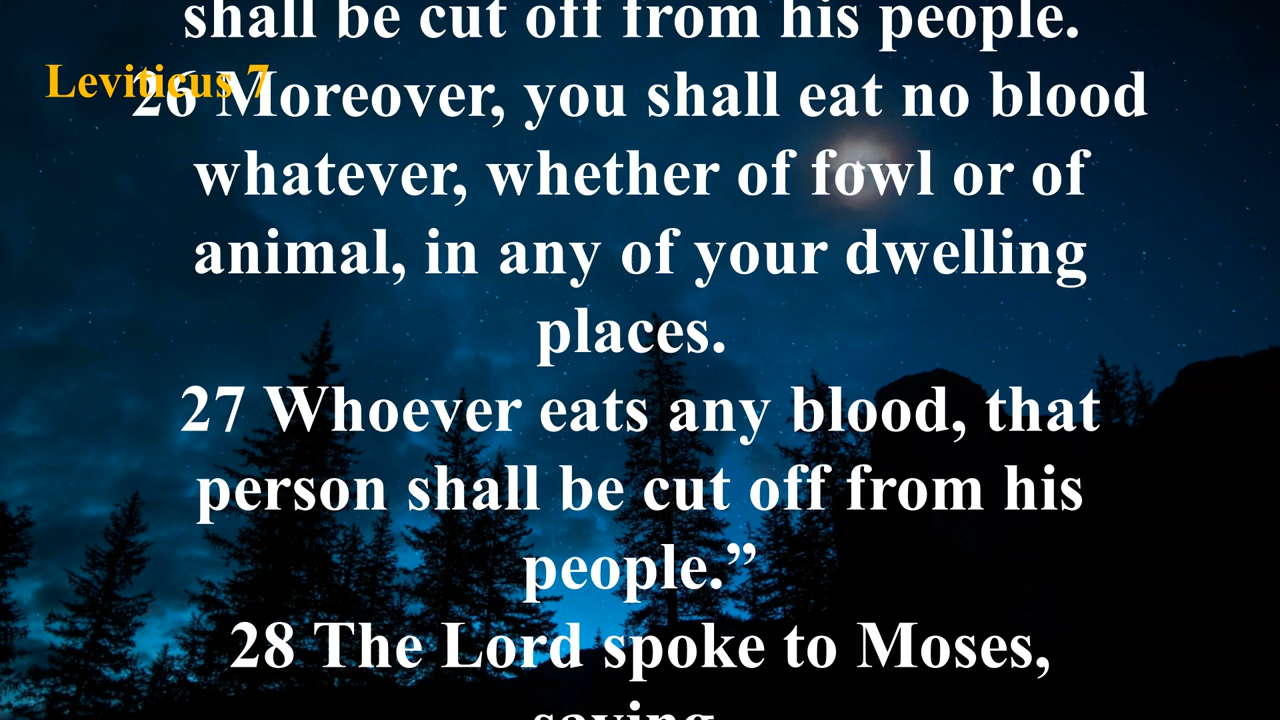 shall be cut off from his people.
Leviticus 7
26 Moreover, you shall eat no blood
whatever, whether of fowl or of
animal, in any of your dwelling
places.
27 Whoever eats any blood, that
person shall be cut off from his
people.”
28 The Lord spoke to Moses,
saying,